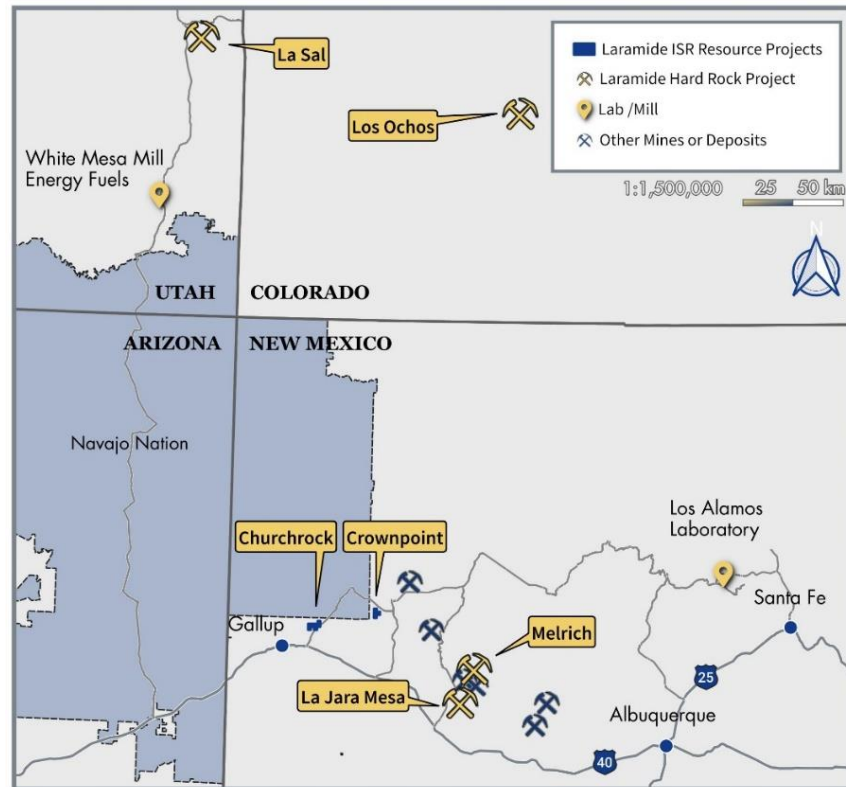 La Sal
Los Ochos
Laramide ISR Resource Projects
Laramide Hard Rock Project
Lab /Mill
Other Mines or Deposits
1:1,500,000 25 50 km
N
White Mesa Mill
Energy Fuels
UTAH COLORADO
ARIZONA NEW MEXICO
Navajo Nation
Churchrock
Crownpoint
Los Alamos
Laboratory
Santa Fe
Gallup
Melrich
La Jara Mesa
25
Albuquerque
40